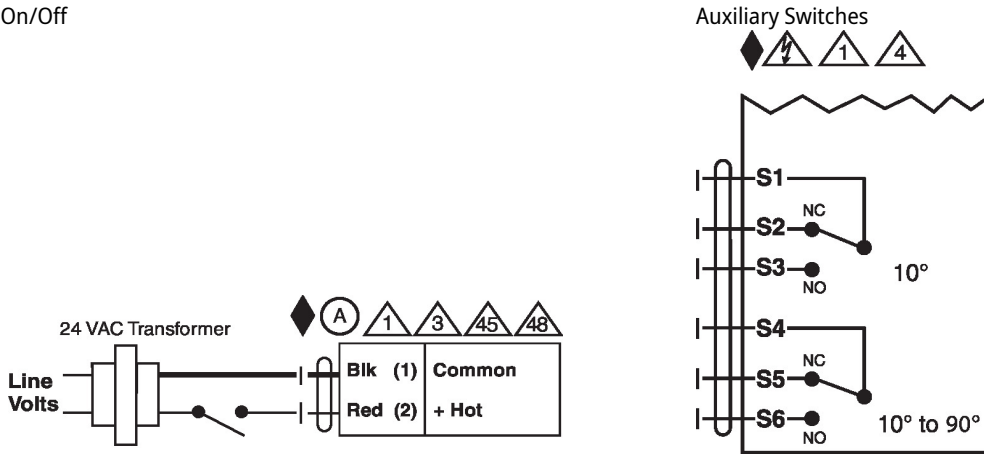 On/Off
24 VAC Transformer
A 1 3 45 48
Line
Volts
Blk (1) Common
Red (2) + Hot
Auxiliary Switches
1 4
S1
NC
S2
S3
NO
10°
S4
NC
S5
S6
NO
10° to 90°